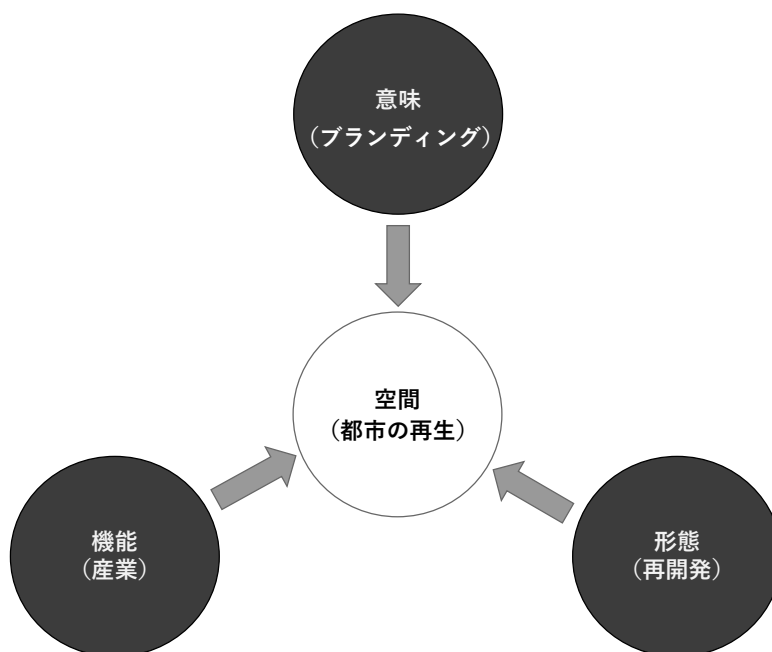 意味
（ブランディング）
空間
（都市の再生）
機能
（産業）
形態
（再開発）